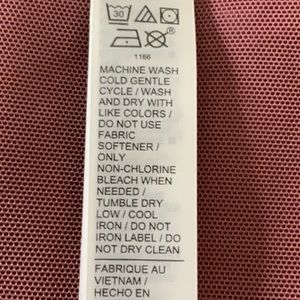 30
R
1166
MACHINE WASH
COLD GENTLE
CYCLE / WASH
AND DRY WITH
LIKE COLORS /
DO NOT USE
FABRIC
SOFTENER /
ONLY
NON-CHLORINE
BLEACH WHEN
NEEDED /
TUMBLE DRY
LOW / COOL
IRON / DO NOT
IRON LABEL / DO
NOT DRY CLEAN
FABRIQUE AU
VIETNAM /
HECHO EN